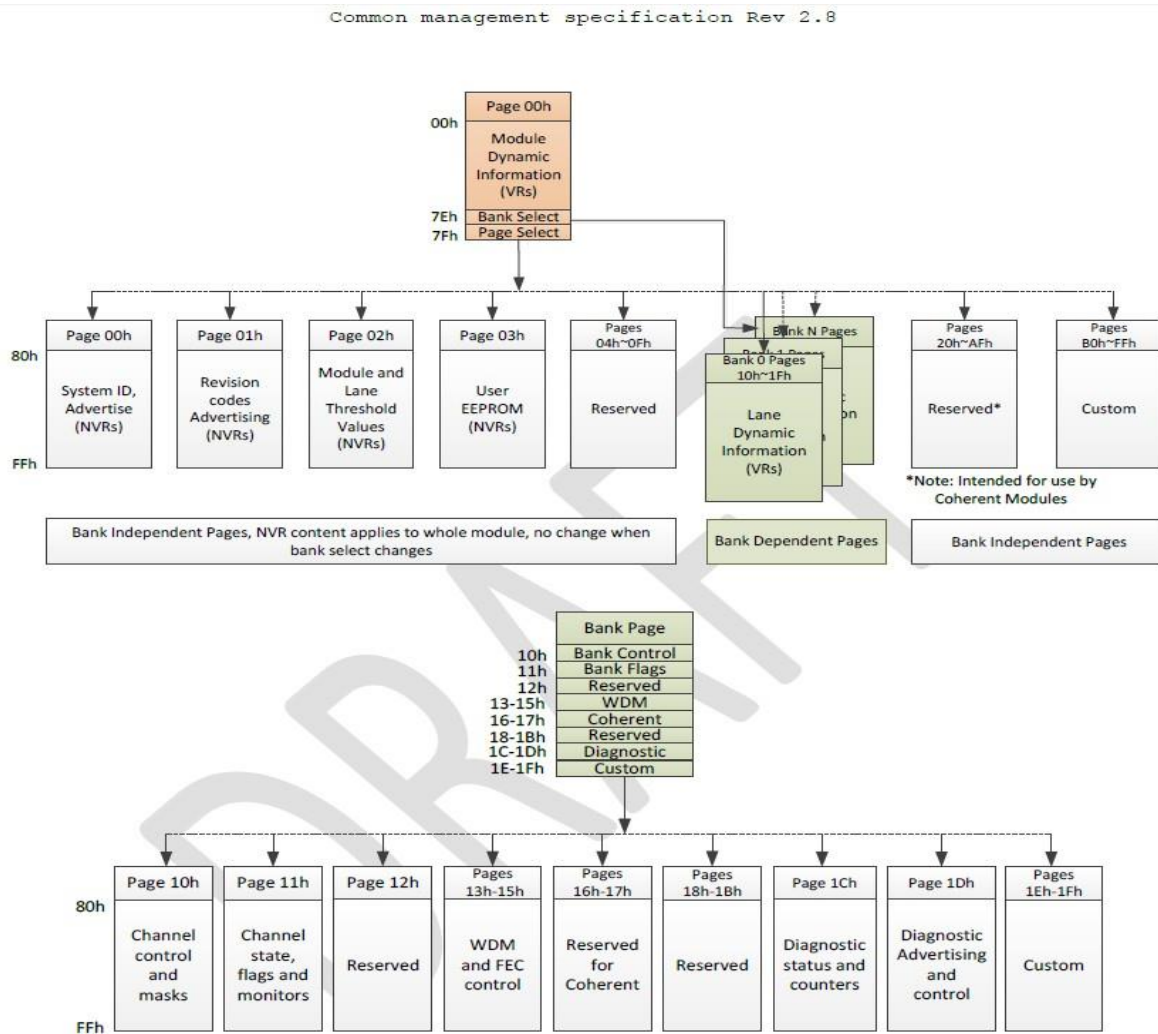 Common management specification Rev 2.8
Page 00h
00h
Module
Dynamic
Information
(VRs)
7Eh
Bank Select
7Fh
Page Select
Page 00h
Page 01h
Page 02h
Page 03h
Pages
04h~0Fh
Bank N Pages
Bank 1 Pages
Bank 0 Pages
10h~1Fh
Pages
20h~AFh
Pages
B0h~FFh
80h
System ID,
Advertise
(NVRs)
Revision
codes
Advertising
(NVRs)
Module and
Lane
Threshold
Values
(NVRs)
User
EEPROM
(NVRs)
Reserved
Lane
Dynamic
Information
(VRs)
Reserved*
Custom
FFh
*Note: Intended for use by
Coherent Modules
Bank Independent Pages, NVR content applies to whole module, no change when
bank select changes
Bank Dependent Pages
Bank Independent Pages
Bank Page
10h
Bank Control
11h
Bank Flags
12h
Reserved
13-15h
WDM
16-17h
Coherent
18-1Bh
Reserved
1C-1Dh
Diagnostic
1E-1Fh
Custom
Page 10h
Page 11h
Page 12h
Pages
13h-15h
Pages
16h-17h
Pages
18h-1Bh
Page 1Ch
Page 1Dh
Pages
1Eh-1Fh
80h
Channel
control
and
masks
Channel
state,
flags and
monitors
Reserved
WDM
and FEC
control
Reserved
for
Coherent
Reserved
Diagnostic
status and
counters
Diagnostic
Advertising
and
control
Custom
FFh
DRAFT